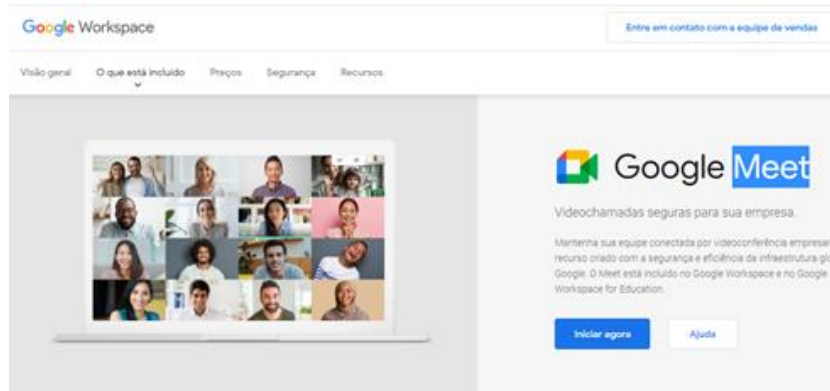 Google Workspace
Entre em contato com a equipe de vendas
Visão geral O que está incluído Preços Segurança Recursos
Google Meet
Videochamadas seguras para sua empresa.
Mantenha sua equipe conectada por videoconferência
recurso criado com a segurança e eficiência da infraestrutura
Google. O Meet está incluído no Google Workspace e no Google
Workspace for Education.
Iniciar agora Ajuda